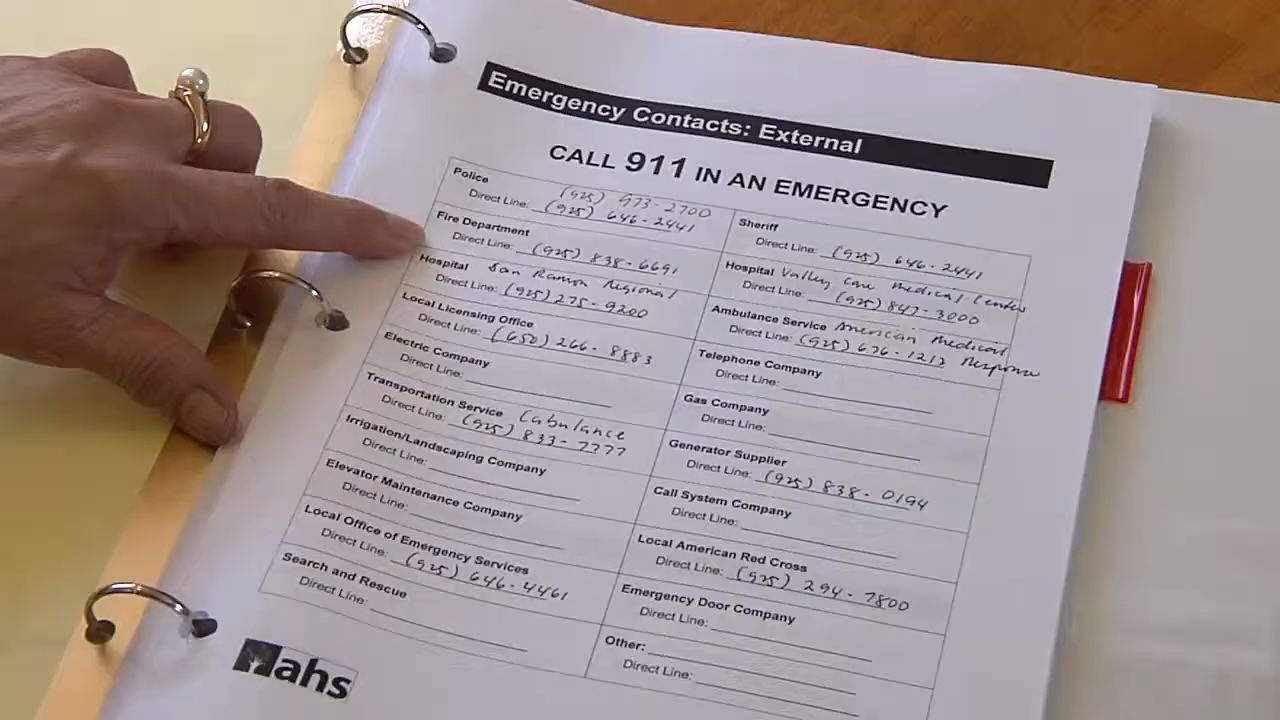 Emergency Contacts: External
CALL 911 IN AN EMERGENCY
Police
(925) 973-2700
Direct Line: (925) 646-2441
Fire Department
Direct Line: (925) 838-6691
Hospital San Ramon Regional
Direct Line: (925) 275-9200
Local Licensing Office
Direct Line: (650) 266-8883
Electric Company
Direct Line:
Transportation Service Cabulance
Direct Line: (925) 833-7777
Irrigation/Landscaping Company
Direct Line:
Elevator Maintenance Company
Direct Line:
Local Office of Emergency Services
Direct Line: (925) 646-4461
Search and Rescue
Direct Line:
Sheriff
Direct Line: (925) 646-2441
Hospital Valley Care Medical Center
Direct Line: (925) 847-3000
Ambulance Service American Medical
Direct Line: (925) 676-1212 Response
Telephone Company
Direct Line:
Gas Company
Direct Line:
Generator Supplier
Direct Line: (925) 838-0194
Call System Company
Direct Line:
Local American Red Cross
Direct Line: (925) 294-7800
Emergency Door Company
Direct Line:
Other:
Direct Line:
ahs